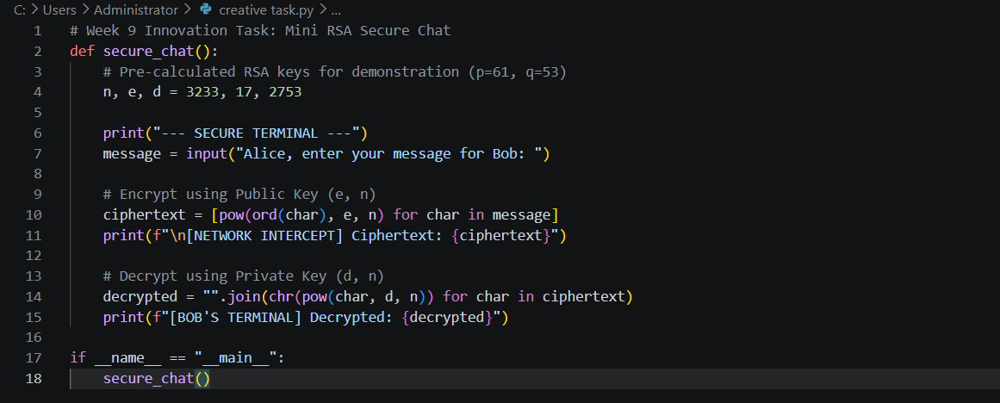 C: > Users > Administrator > creative task.py > ...
1 # Week 9 Innovation Task: Mini RSA Secure Chat
2 def secure_chat():
3     # Pre-calculated RSA keys for demonstration (p=61, q=53)
4     n, e, d = 3233, 17, 2753
5
6     print("--- SECURE TERMINAL ---")
7     message = input("Alice, enter your message for Bob: ")
8
9     # Encrypt using Public Key (e, n)
10     ciphertext = [pow(ord(char), e, n) for char in message]
11     print(f"\n[NETWORK INTERCEPT] Ciphertext: {ciphertext}")
12
13     # Decrypt using Private Key (d, n)
14     decrypted = "".join(chr(pow(char, d, n)) for char in ciphertext)
15     print(f"[BOB'S TERMINAL] Decrypted: {decrypted}")
16
17 if __name__ == "__main__":
18     secure_chat()